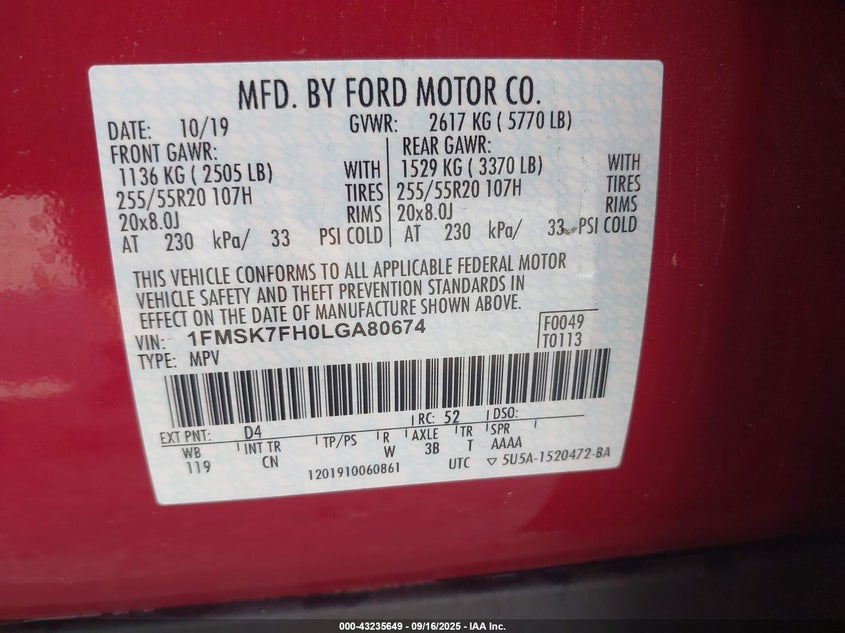 MFD. BY FORD MOTOR CO.
DATE: 10/19 GVWR: 2617 KG ( 5770 LB)
FRONT GAWR: REAR GAWR:
1136 KG ( 2505 LB) WITH 1529 KG ( 3370 LB) WITH
255/55R20 107H TIRES 255/55R20 107H TIRES
20x8.0J RIMS 20x8.0J RIMS
AT 230 kPa/ 33 PSI COLD AT 230 kPa/ 33 PSI COLD
THIS VEHICLE CONFORMS TO ALL APPLICABLE FEDERAL MOTOR
VEHICLE SAFETY AND THEFT PREVENTION STANDARDS IN
EFFECT ON THE DATE OF MANUFACTURE SHOWN ABOVE.
VIN: 1FMSK7FH0LGA80674 F0049
TYPE: MPV T0113
EXT PNT: D4 RC: 52 DSO:
WB INT TR TP/PS R AXLE TR SPR
119 CN W 3B T AAAA
1201910060861 UTC ▽ 5U5A-1520472-BA
000-43235649 - 09/16/2025 - IAA Inc.